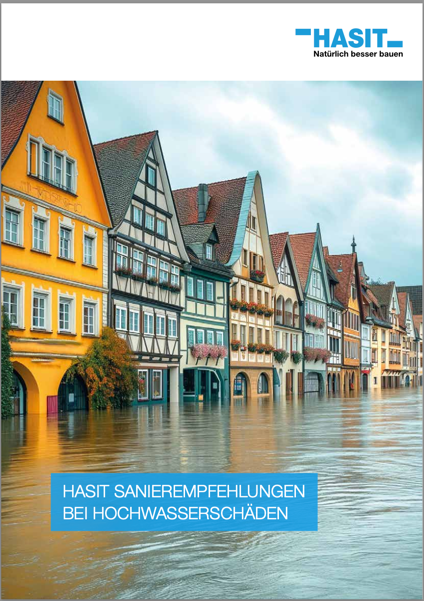 HASIT
Natürlich besser bauen
HASIT SANIEREMPFEHLUNGEN
BEI HOCHWASSERSCHÄDEN